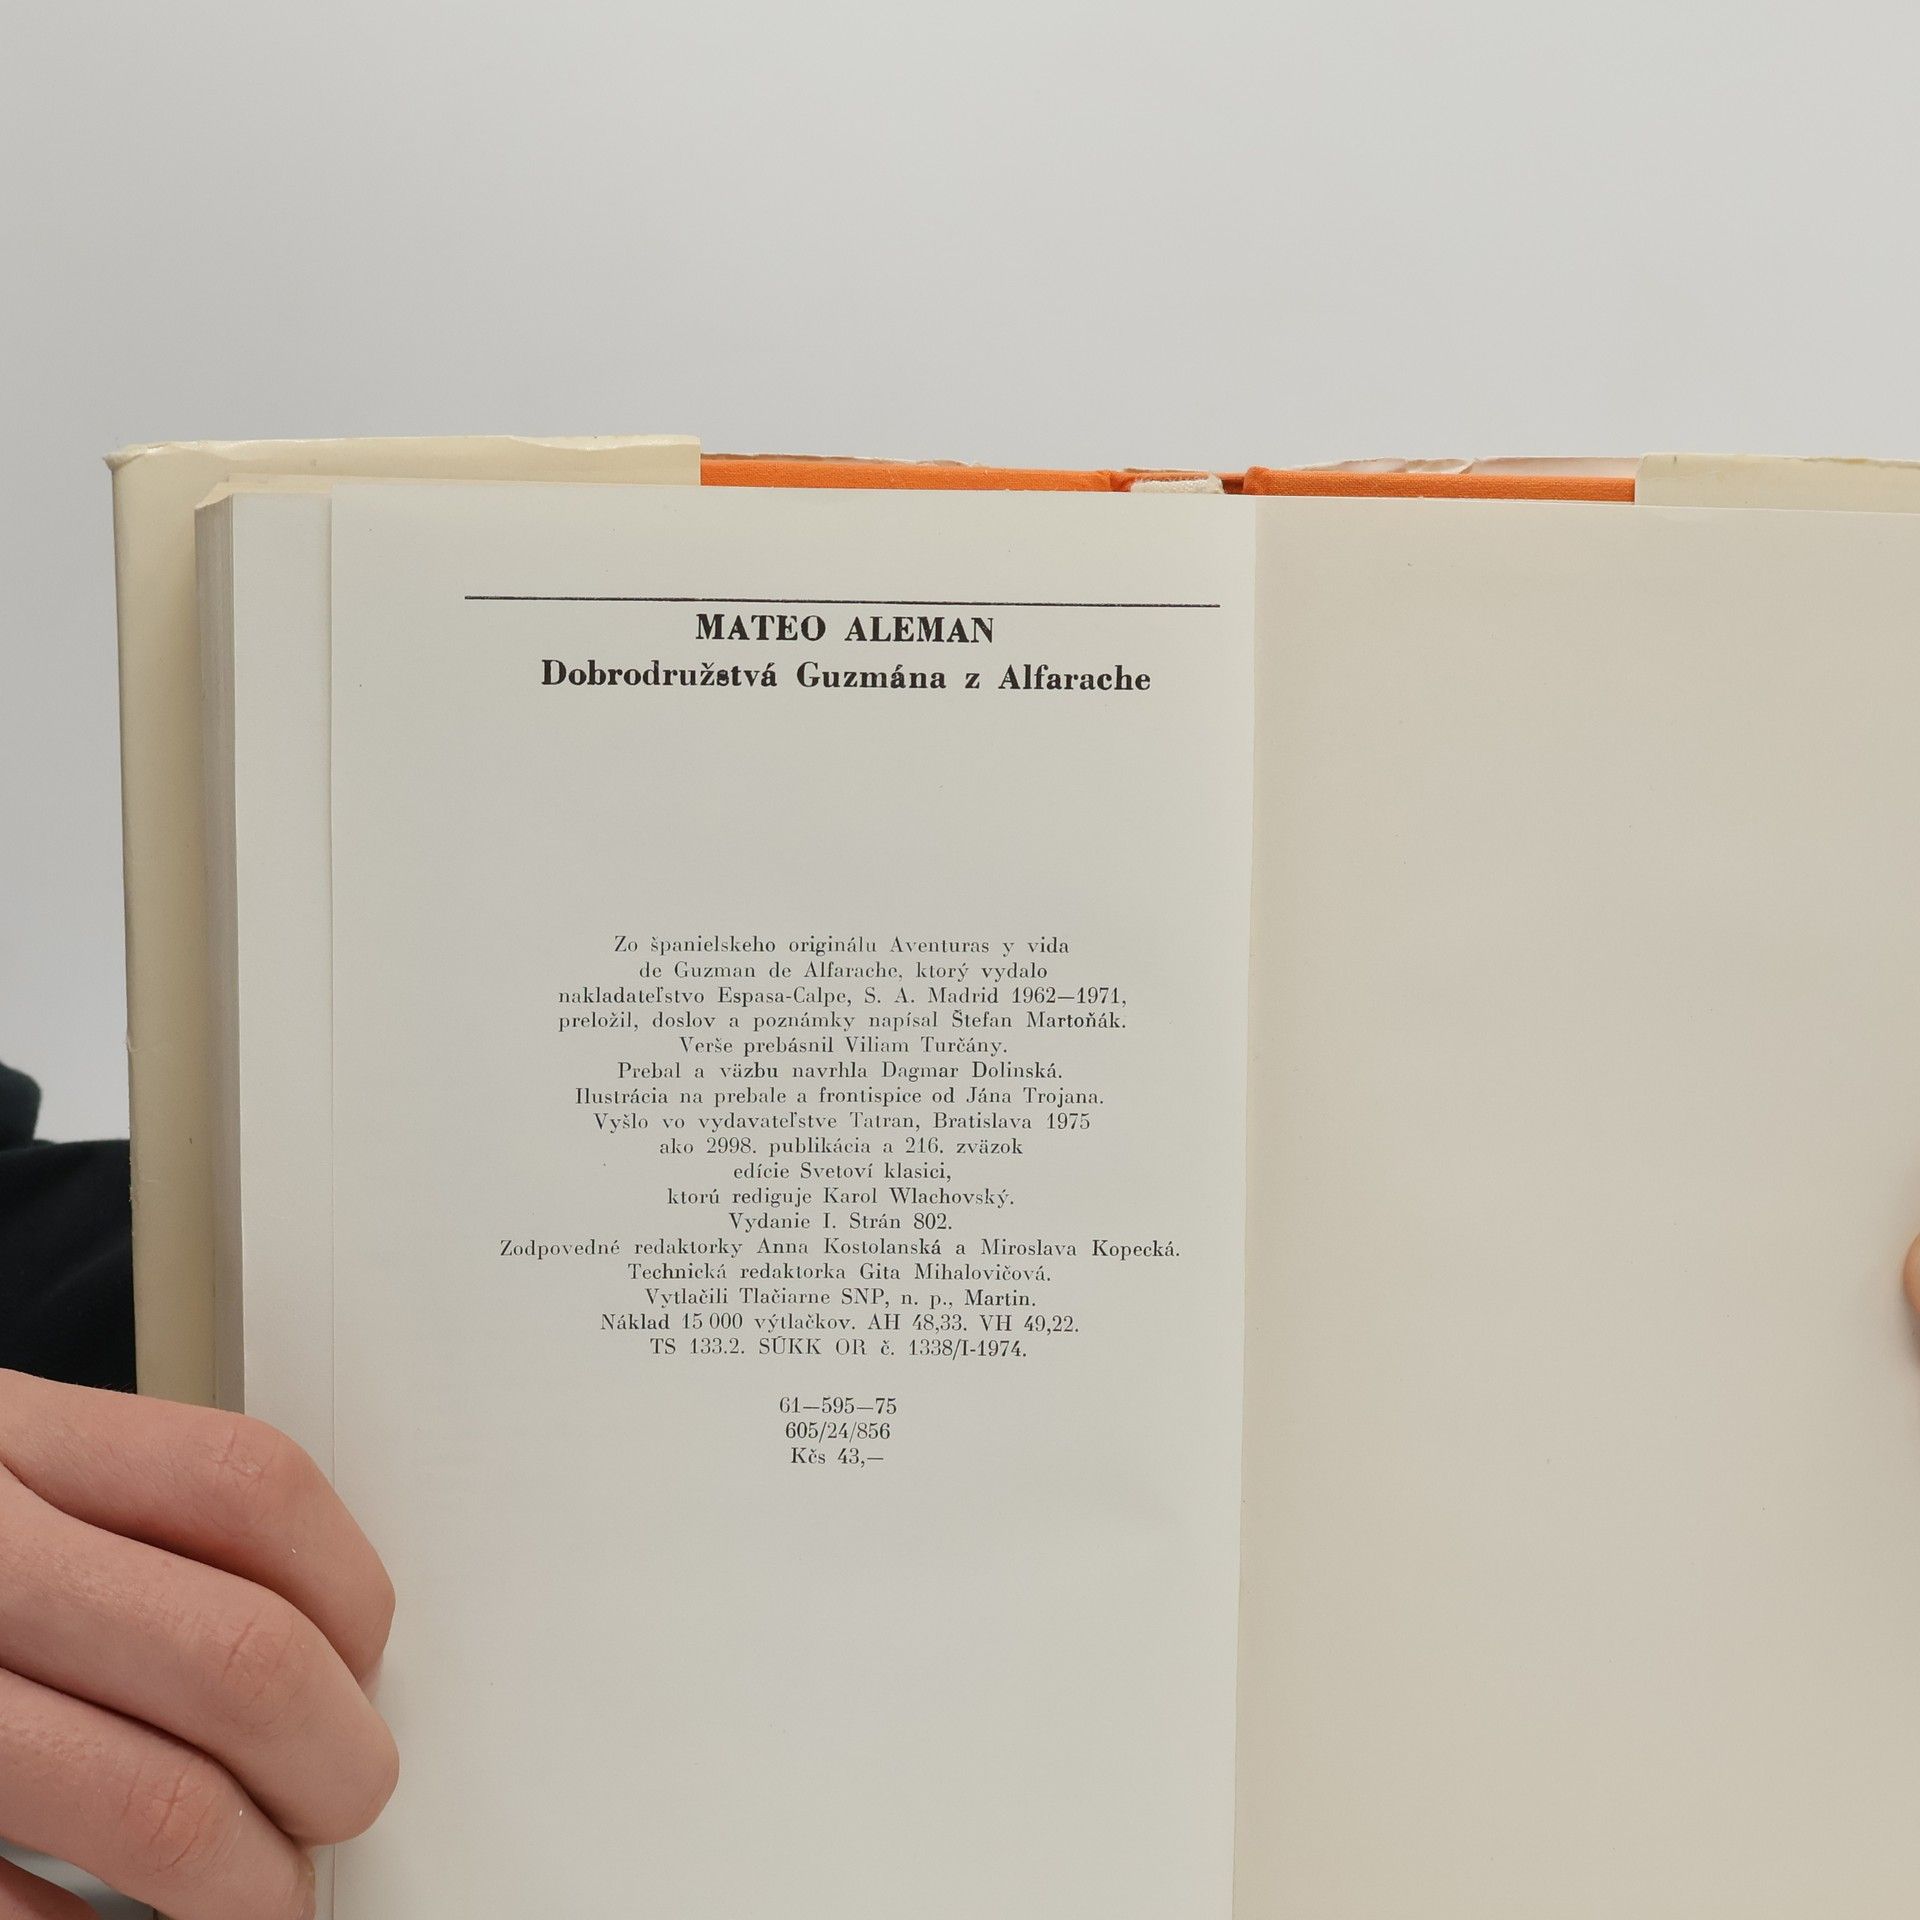 MATEO ALEMAN
Dobrodružstvá Guzmána z Alfarache
Zo španielskeho originálu Aventuras y vida
de Guzman de Alfarache, ktorý vydalo
nakladateľstvo Espasa-Calpe, S. A. Madrid 1962—1971,
preložil, doslov a poznámky napísal Štefan Martoňák.
Verše prebásnil Viliam Turčány.
Prebal a väzbu navrhla Dagmar Dolinská.
Ilustrácia na prebale a frontispice od Jána Trojana.
Vyšlo vo vydavateľstve Tatran, Bratislava 1975
ako 2998. publikácia a 216. zväzok
edície Svetoví klasici,
ktorú rediguje Karol Wlachovský.
Vydanie I. Strán 802.
Zodpovedné redaktorky Anna Kostolanská a Miroslava Kopecká.
Technická redaktorka Gita Mihalovičová.
Vytlačili Tlačiarne SNP, n. p., Martin.
Náklad 15 000 výtlačkov. AH 48,33. VH 49,22.
TS 133.2. SÚKK OR č. 1338/I-1974.
61—595—75
605/24/856
Kčs 43,—